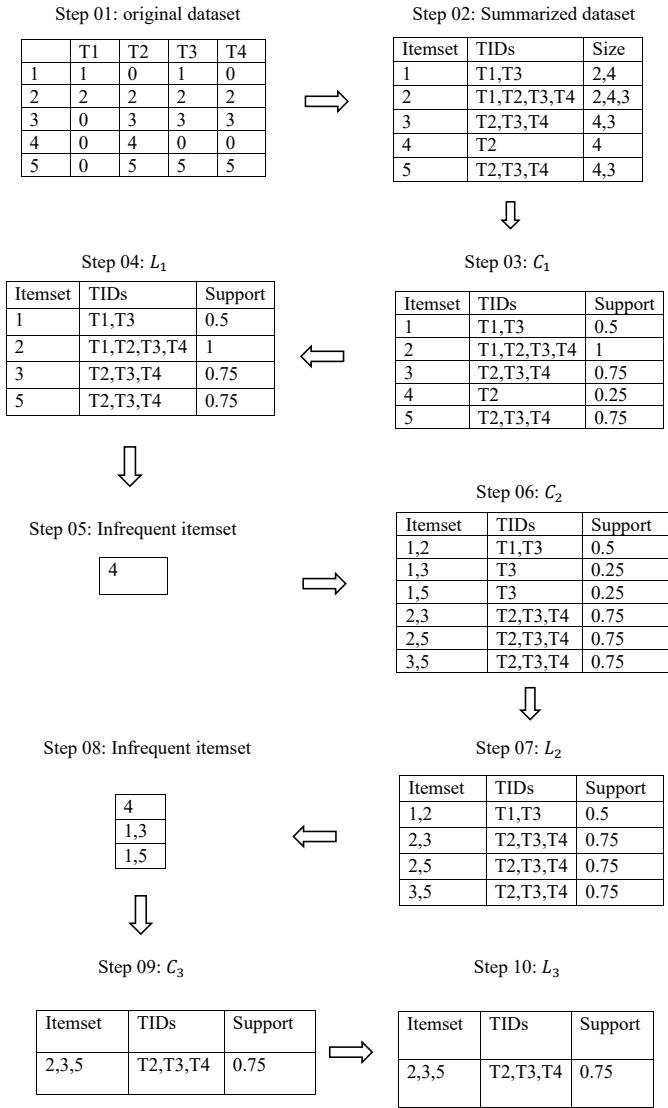 Step 01: original dataset
T1 T2 T3 T4
1 1 0 1 0
2 2 2 2 2
3 0 3 3 3
4 0 4 0 0
5 0 5 5 5
Step 02: Summarized dataset
Itemset TIDs Size
1 T1,T3 2,4
2 T1,T2,T3,T4 2,4,3
3 T2,T3,T4 4,3
4 T2 4
5 T2,T3,T4 4,3
Step 03: C₁
Itemset TIDs Support
1 T1,T3 0.5
2 T1,T2,T3,T4 1
3 T2,T3,T4 0.75
4 T2 0.25
5 T2,T3,T4 0.75
Step 04: L₁
Itemset TIDs Support
1 T1,T3 0.5
2 T1,T2,T3,T4 1
3 T2,T3,T4 0.75
5 T2,T3,T4 0.75
Step 05: Infrequent itemset
4
Step 06: C₂
Itemset TIDs Support
1,2 T1,T3 0.5
1,3 T3 0.25
1,5 T3 0.25
2,3 T2,T3,T4 0.75
2,5 T2,T3,T4 0.75
3,5 T2,T3,T4 0.75
Step 07: L₂
Itemset TIDs Support
1,2 T1,T3 0.5
2,3 T2,T3,T4 0.75
2,5 T2,T3,T4 0.75
3,5 T2,T3,T4 0.75
Step 08: Infrequent itemset
4
1,3
1,5
Step 09: C₃
Itemset TIDs Support
2,3,5 T2,T3,T4 0.75
Step 10: L₃
Itemset TIDs Support
2,3,5 T2,T3,T4 0.75